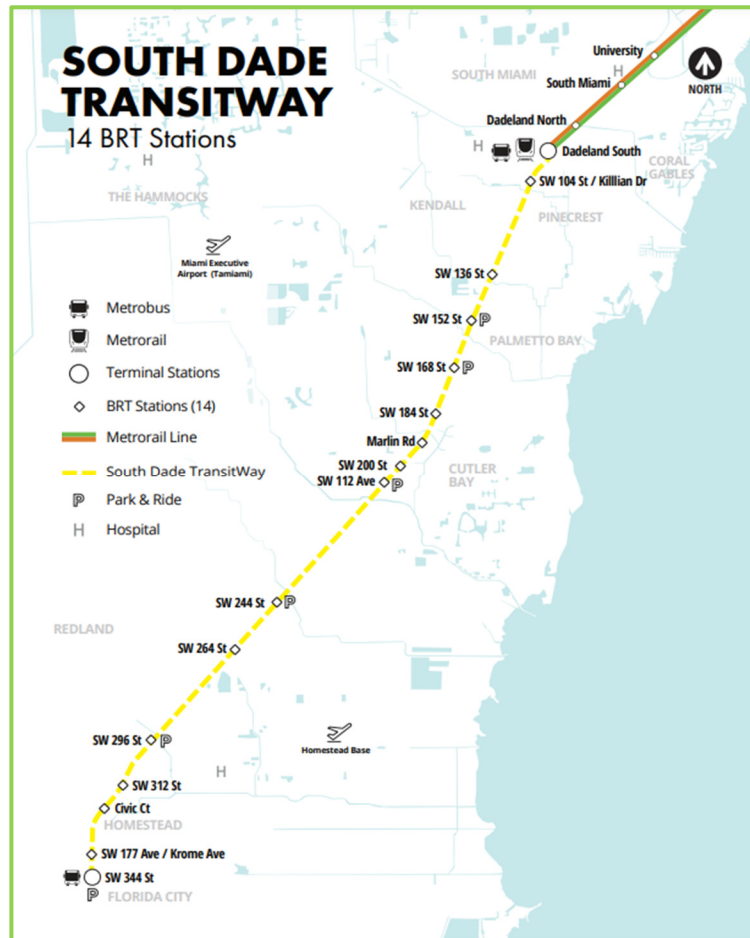 SOUTH DADE
TRANSITWAY
14 BRT Stations
H
THE HAMMOCKS
Miami Executive
Airport (Tamiami)
University
SOUTH MIAMI
H
South Miami
NORTH
Dadeland North
H
Dadeland South
CORAL
GABLES
SW 104 St / Killlian Dr
KENDALL
PINECREST
SW 136 St
SW 152 St
P
PALMETTO BAY
SW 168 St
P
SW 184 St
Marlin Rd
SW 200 St
CUTLER
BAY
SW 112 Ave
P
Metrobus
Metrorail
Terminal Stations
BRT Stations (14)
Metrorail Line
South Dade TransitWay
P Park & Ride
H Hospital
SW 244 St
P
REDLAND
SW 264 St
SW 296 St
P
Homestead Base
H
SW 312 St
Civic Ct
HOMESTEAD
SW 177 Ave / Krome Ave
SW 344 St
P
FLORIDA CITY